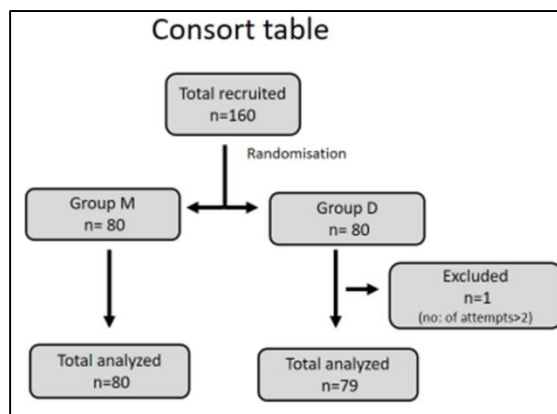 Consort table
Total recruited
n=160
Randomisation
Group M
n= 80
Group D
n= 80
Excluded
n=1
(no: of attempts>2)
Total analyzed
n=80
Total analyzed
n=79